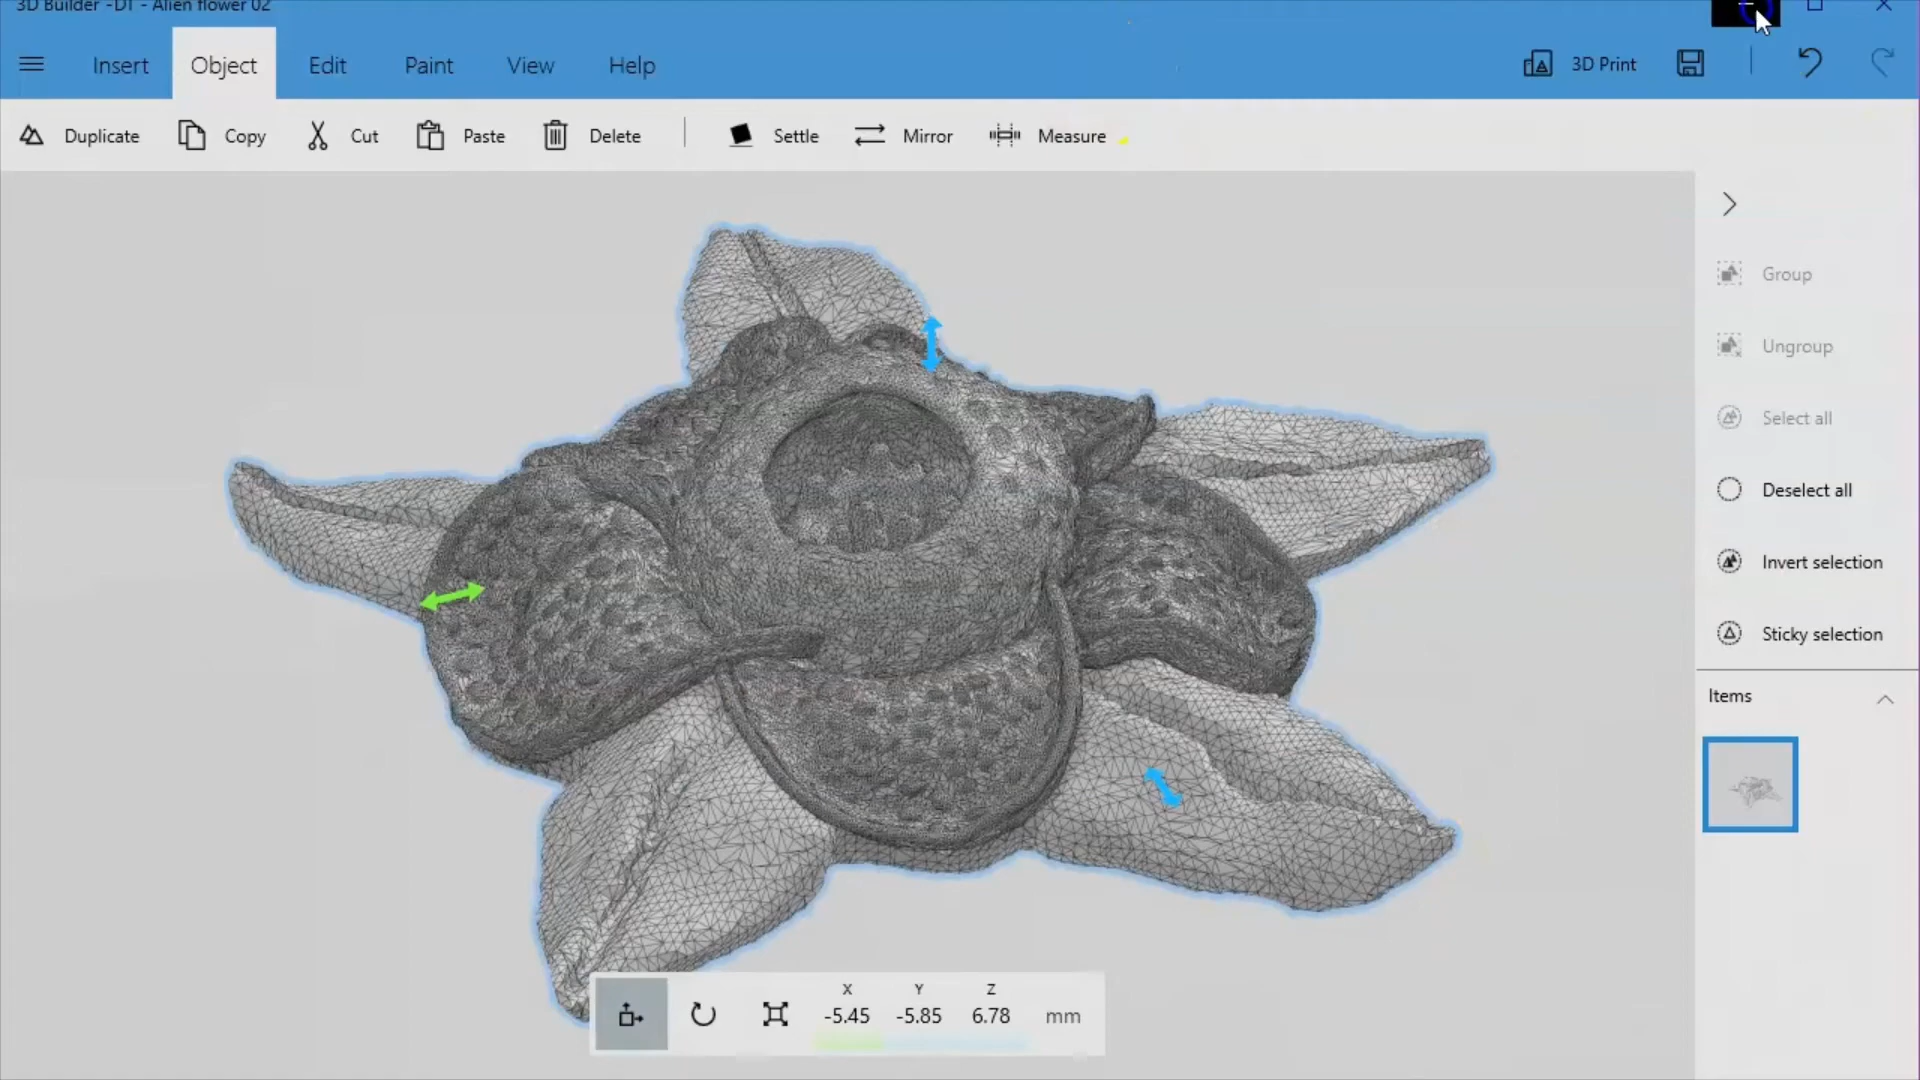 3D Builder -DT - Alien flower 02
Insert Object Edit Paint View Help 3D Print
Duplicate Copy Cut Paste Delete Settle Mirror Measure
Group
Ungroup
Select all
Deselect all
Invert selection
Sticky selection
Items
X Y Z
-5.45 -5.85 6.78 mm